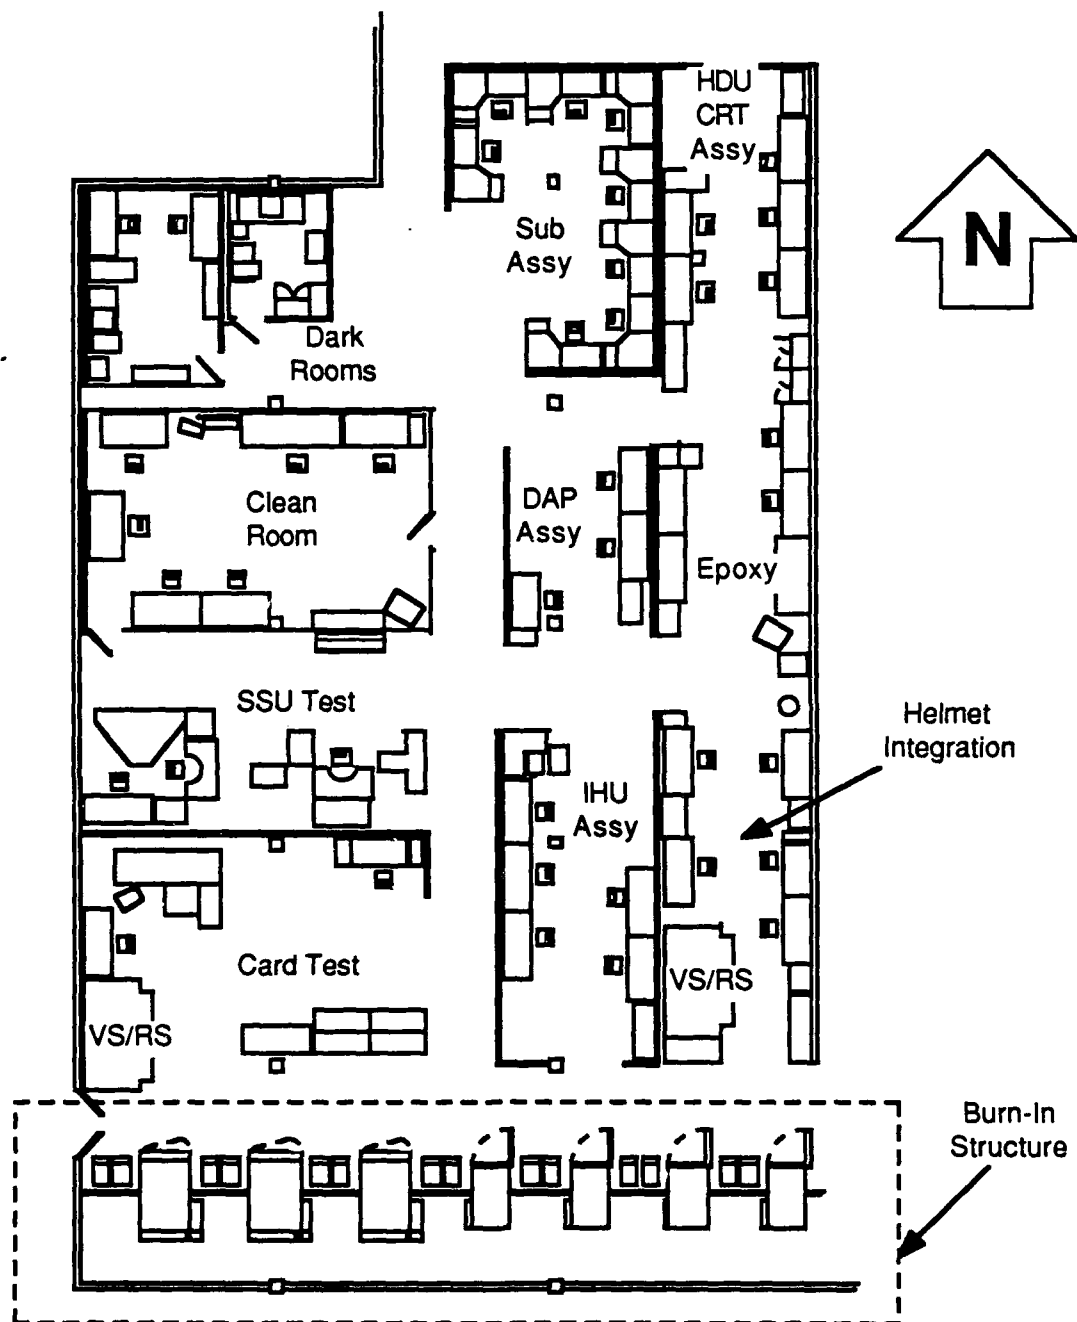 HDU
CRT
Assy
N
Sub
Assy
Dark
Rooms
Clean
Room
DAP
Assy
Epoxy
SSU Test
Helmet
Integration
IHU
Assy
Card Test
VS/RS
VS/RS
Burn-In
Structure